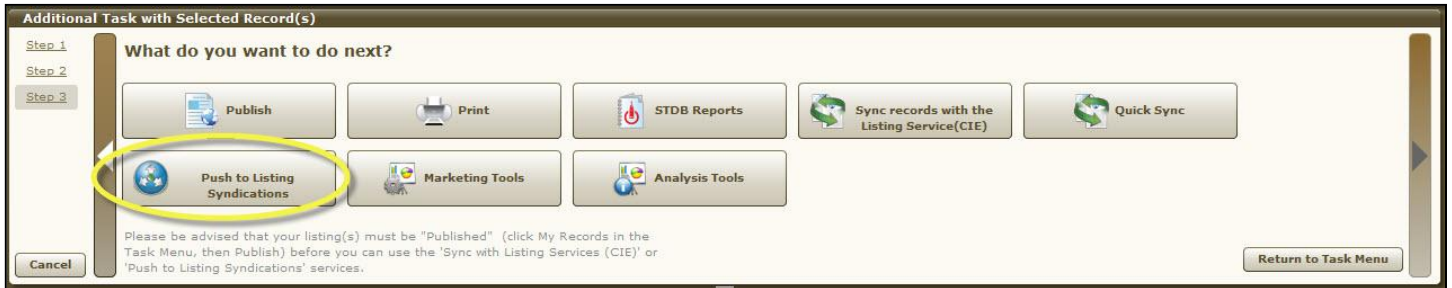 Additional Task with Selected Record(s)
Step 1
Step 2
Step 3
What do you want to do next?
Publish
Print
STDB Reports
Sync records with the
Listing Service(CIE)
Quick Sync
Push to Listing
Syndications
Marketing Tools
Analysis Tools
Please be advised that your listing(s) must be "Published" (click My Records in the
Task Menu, then Publish) before you can use the 'Sync with Listing Services (CIE)' or
'Push to Listing Syndications' services.
Cancel
Return to Task Menu